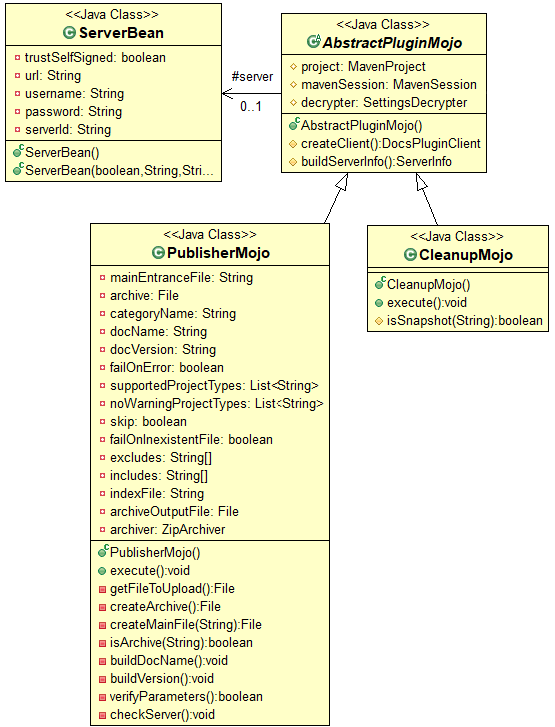 <<Java Class>>
ServerBean
trustSelfSigned: boolean
url: String
username: String
password: String
serverId: String
ServerBean()
ServerBean(boolean,String,Stri...
#server
0..1
<<Java Class>>
AbstractPluginMojo
project: MavenProject
mavenSession: MavenSession
decrypter: SettingsDecrypter
AbstractPluginMojo()
createClient():DocsPluginClient
buildServerInfo():ServerInfo
<<Java Class>>
PublisherMojo
mainEntranceFile: String
archive: File
categoryName: String
docName: String
docVersion: String
failOnError: boolean
supportedProjectTypes: List<String>
noWarningProjectTypes: List<String>
skip: boolean
failOnInexistentFile: boolean
excludes: String[]
includes: String[]
indexFile: String
archiveOutputFile: File
archiver: ZipArchiver
PublisherMojo()
execute():void
getFileToUpload():File
createArchive():File
createMainFile(String):File
isArchive(String):boolean
buildDocName():void
buildVersion():void
verifyParameters():boolean
checkServer():void
<<Java Class>>
CleanupMojo
CleanupMojo()
execute():void
isSnapshot(String):boolean